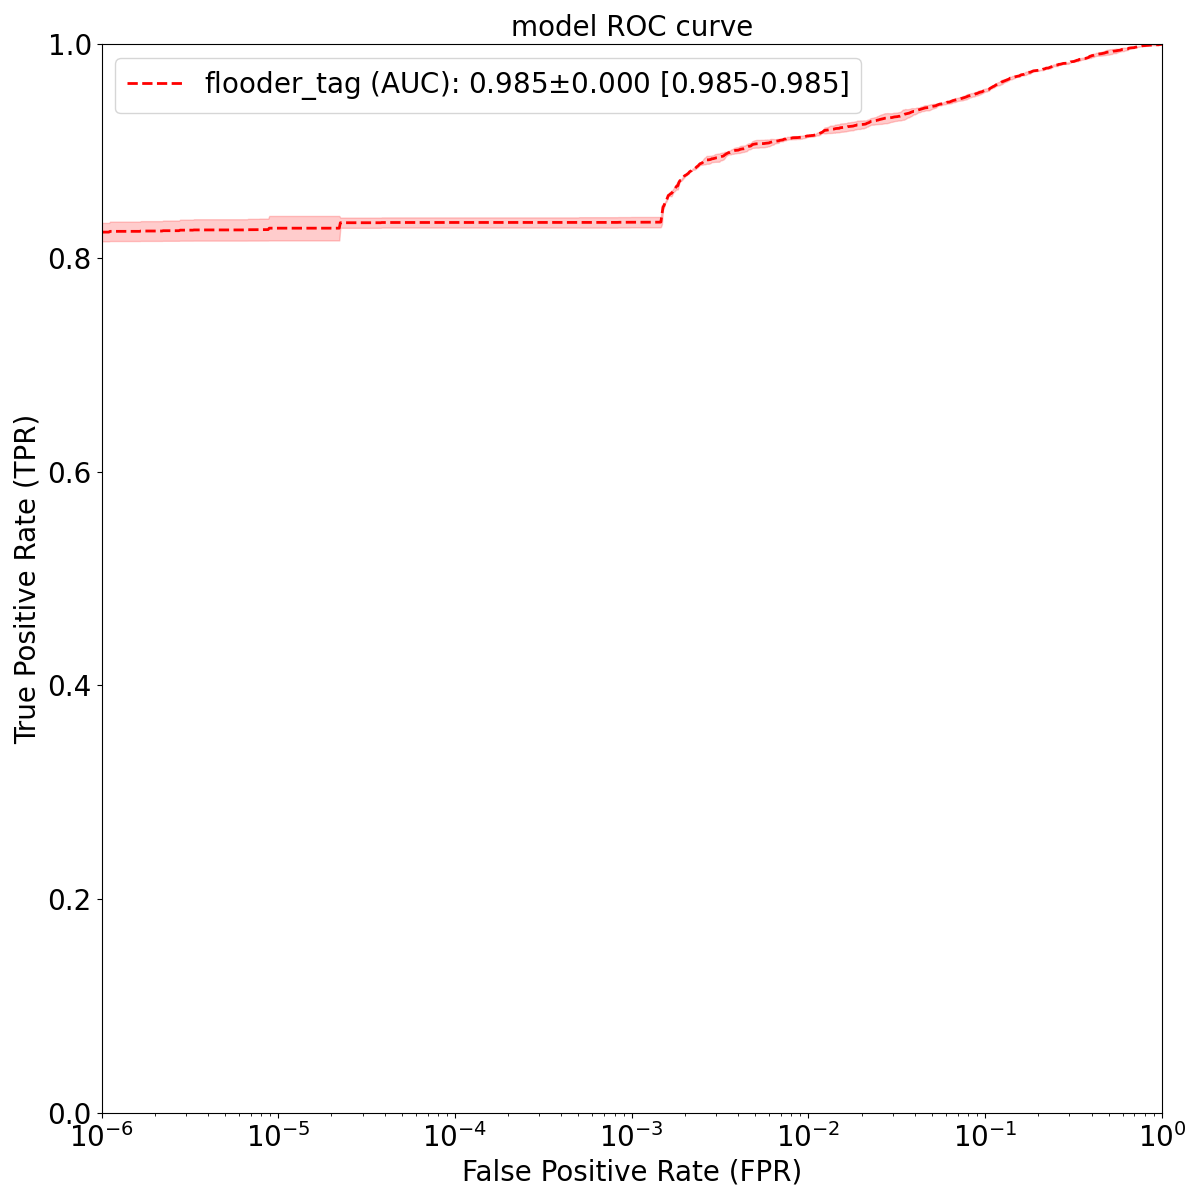 model ROC curve
flooder_tag (AUC): 0.985±0.000 [0.985-0.985]
1.0
0.8
0.6
0.4
0.2
0.0
True Positive Rate (TPR)
10⁻⁶ 10⁻⁵ 10⁻⁴ 10⁻³ 10⁻² 10⁻¹ 10⁰
False Positive Rate (FPR)